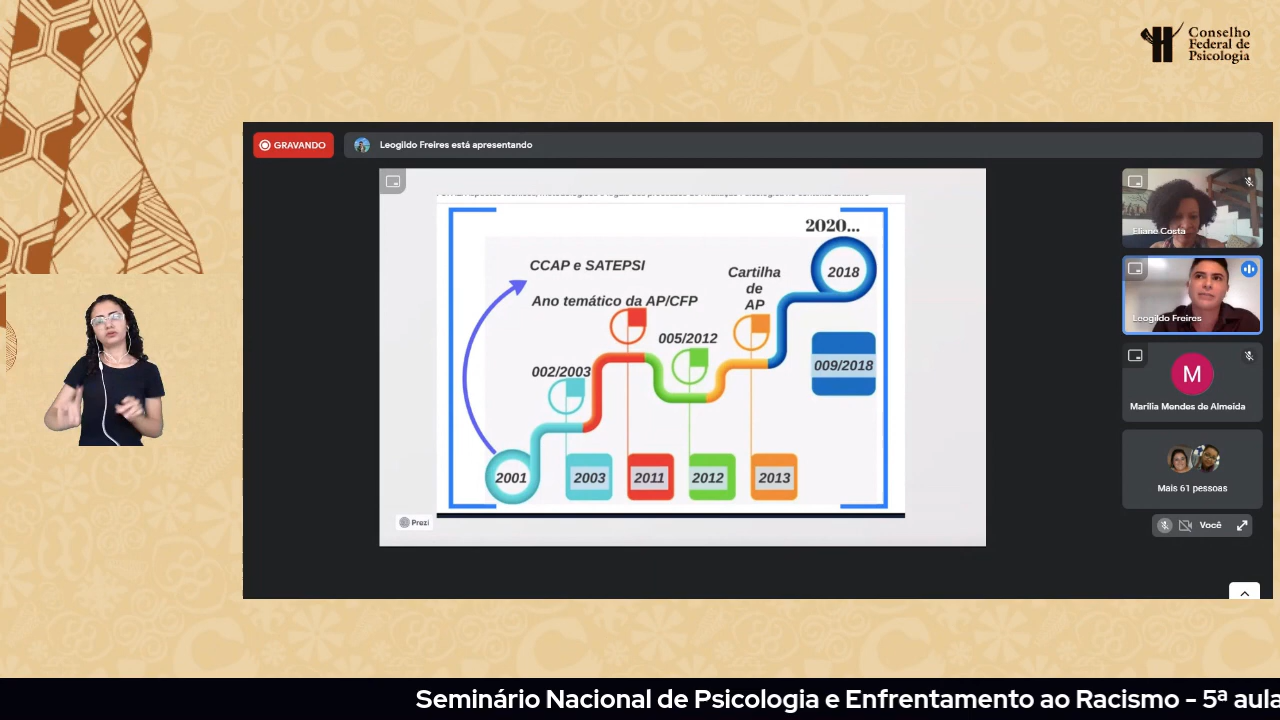 Conselho
Federal de
Psicologia
GRAVANDO
Leogildo Freires está apresentando
2020...
CCAP e SATEPSI
Cartilha
de
AP
2018
Ano temático da AP/CFP
005/2012
002/2003
009/2018
2001
2003
2011
2012
2013
Prezi
Eliane Costa
Leogildo Freires
M
Marília Mendes de Almeida
Mais 61 pessoas
Você
Seminário Nacional de Psicologia e Enfrentamento ao Racismo - 5ª aula